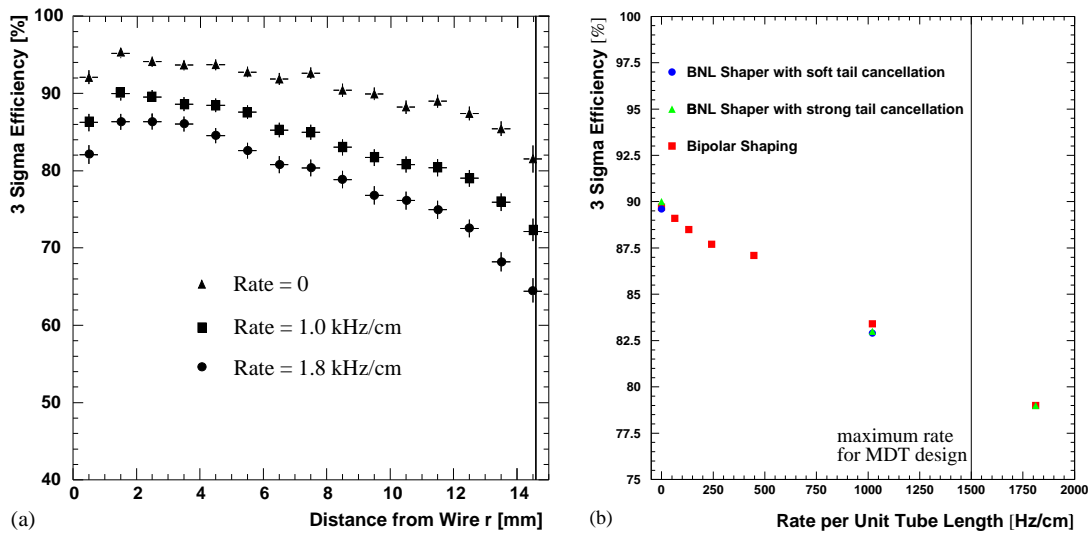 3 Sigma Efficiency [%]
100
90
80
70
60
50
40
Rate = 0
Rate = 1.0 kHz/cm
Rate = 1.8 kHz/cm
0 2 4 6 8 10 12 14
Distance from Wire r [mm]
(a)
3 Sigma Efficiency [%]
100
97.5
95
92.5
90
87.5
85
82.5
79
77.5
75
BNL Shaper with soft tail cancellation
BNL Shaper with strong tail cancellation
Bipolar Shaping
maximum rate
for MDT design
0 250 500 750 1000 1250 1500 1750 2000
Rate per Unit Tube Length [Hz/cm]
(b)